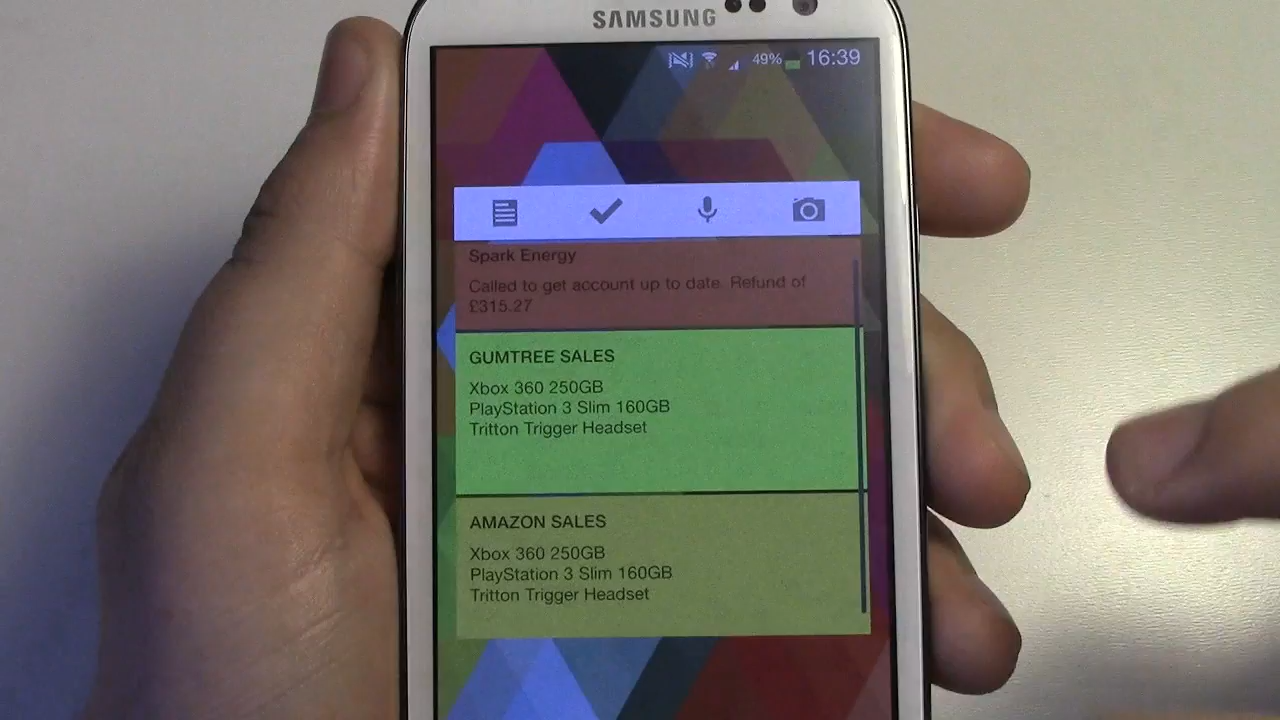 SAMSUNG
49% 16:39
Spark Energy
Called to get account up to date. Refund of
£315.27
GUMTREE SALES
Xbox 360 250GB
PlayStation 3 Slim 160GB
Tritton Trigger Headset
AMAZON SALES
Xbox 360 250GB
PlayStation 3 Slim 160GB
Tritton Trigger Headset